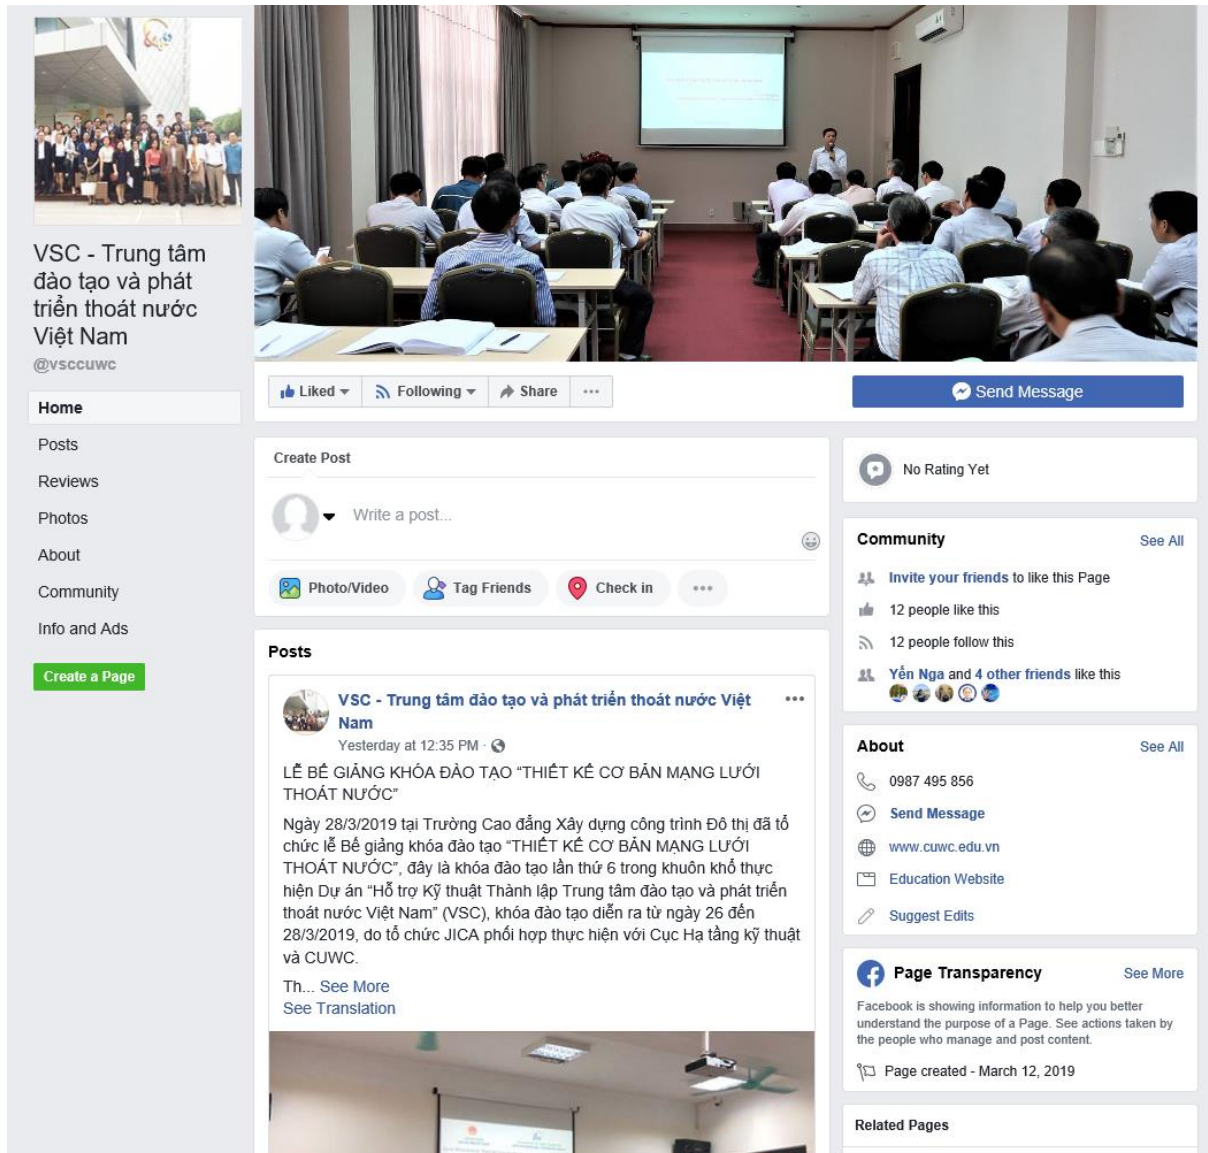 VSC - Trung tâm
đào tạo và phát
triển thoát nước
Việt Nam
@vsccuwc
Home
Posts
Reviews
Photos
About
Community
Info and Ads
Create a Page
Liked
Following
Share
Send Message
Create Post
Write a post...
Photo/Video
Tag Friends
Check in
Posts
VSC - Trung tâm đào tạo và phát triển thoát nước Việt
Nam
Yesterday at 12:35 PM ·
LỄ BẾ GIẢNG KHÓA ĐÀO TẠO “THIẾT KẾ CƠ BẢN MẠNG LƯỚI
THOÁT NƯỚC”
Ngày 28/3/2019 tại Trường Cao đẳng Xây dựng công trình Đô thị đã tổ
chức lễ Bế giảng khóa đào tạo “THIẾT KẾ CƠ BẢN MẠNG LƯỚI
THOÁT NƯỚC”, đây là khóa đào tạo lần thứ 6 trong khuôn khổ thực
hiện Dự án “Hỗ trợ Kỹ thuật Thành lập Trung tâm đào tạo và phát triển
thoát nước Việt Nam” (VSC), khóa đào tạo diễn ra từ ngày 26 đến
28/3/2019, do tổ chức JICA phối hợp thực hiện với Cục Hạ tầng kỹ thuật
và CUWC.
Th... See More
See Translation
No Rating Yet
Community See All
Invite your friends to like this Page
12 people like this
12 people follow this
Yến Nga and 4 other friends like this
About See All
0987 495 856
Send Message
www.cuwc.edu.vn
Education Website
Suggest Edits
Page Transparency See More
Facebook is showing information to help you better
understand the purpose of a Page. See actions taken by
the people who manage and post content.
Page created - March 12, 2019
Related Pages